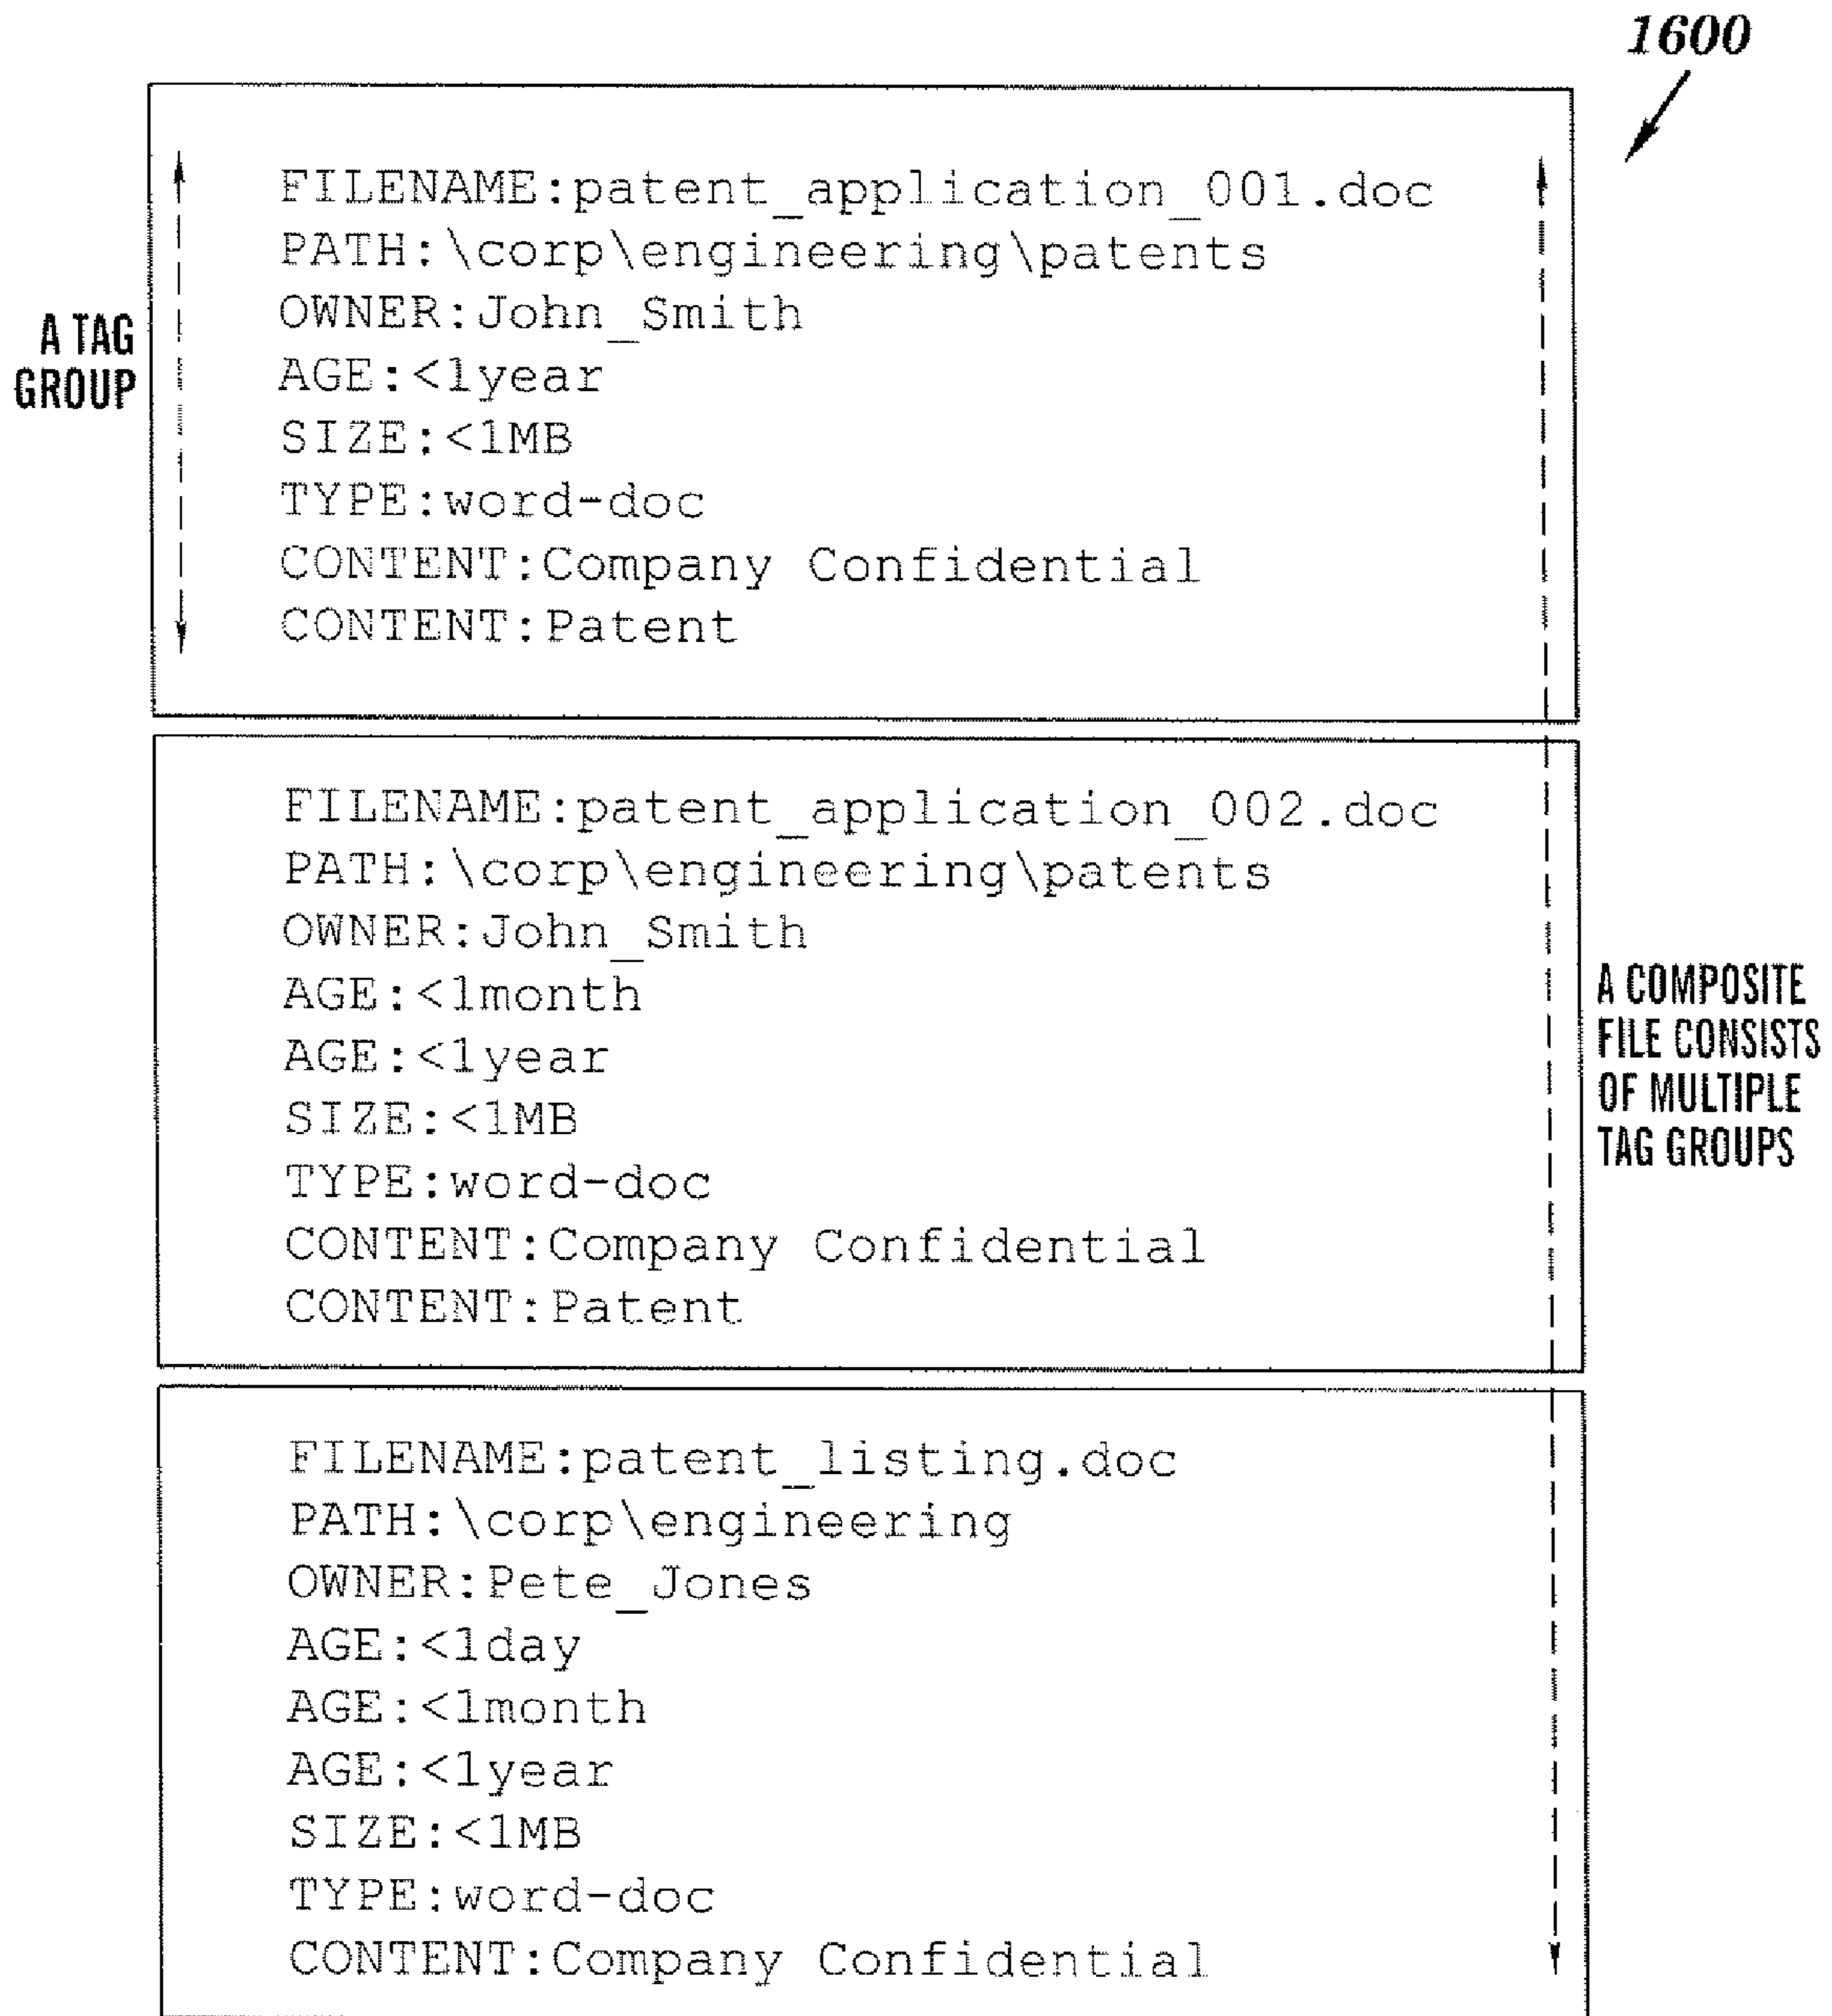 1600
A TAG
GROUP
FILENAME:patent_application_001.doc
PATH:\corp\engineering\patents
OWNER:John_Smith
AGE:<1year
SIZE:<1MB
TYPE:word-doc
CONTENT:Company Confidential
CONTENT:Patent
FILENAME:patent_application_002.doc
PATH:\corp\engineering\patents
OWNER:John_Smith
AGE:<1month
AGE:<1year
SIZE:<1MB
TYPE:word-doc
CONTENT:Company Confidential
CONTENT:Patent
A COMPOSITE
FILE CONSISTS
OF MULTIPLE
TAG GROUPS
FILENAME:patent_listing.doc
PATH:\corp\engineering
OWNER:Pete_Jones
AGE:<1day
AGE:<1month
AGE:<1year
SIZE:<1MB
TYPE:word-doc
CONTENT:Company Confidential